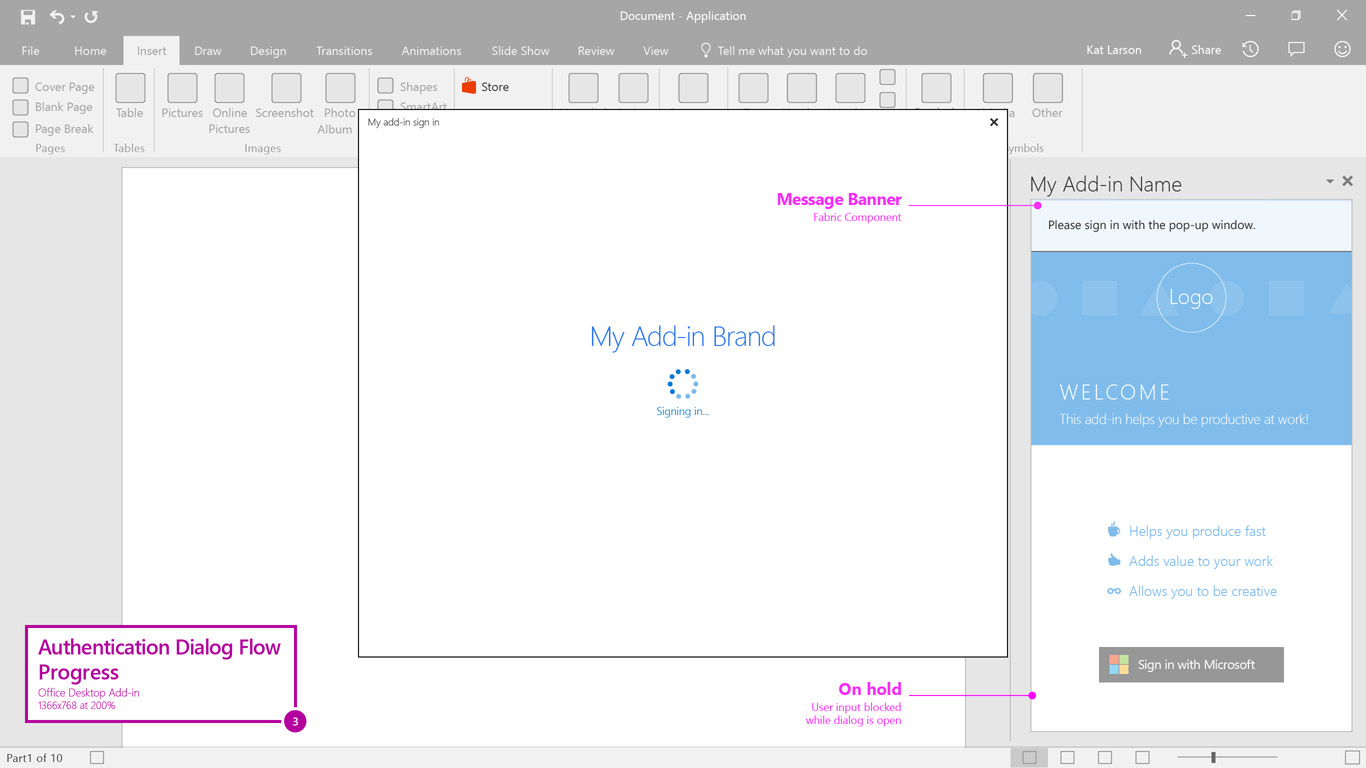 Document - Application
File Home Insert Draw Design Transitions Animations Slide Show Review View Tell me what you want to do Kat Larson Share
Cover Page
Blank Page
Page Break
Pages
Table
Tables
Pictures
Online
Pictures
Screenshot
Photo
Album
Images
Shapes
SmartArt
Store
Other
My add-in sign in
My Add-in Brand
Signing in...
Message Banner
Fabric Component
My Add-in Name
Please sign in with the pop-up window.
Logo
WELCOME
This add-in helps you be productive at work!
Helps you produce fast
Adds value to your work
Allows you to be creative
Sign in with Microsoft
On hold
User input blocked
while dialog is open
Authentication Dialog Flow
Progress
Office Desktop Add-in
1366x768 at 200%
3
Part1 of 10